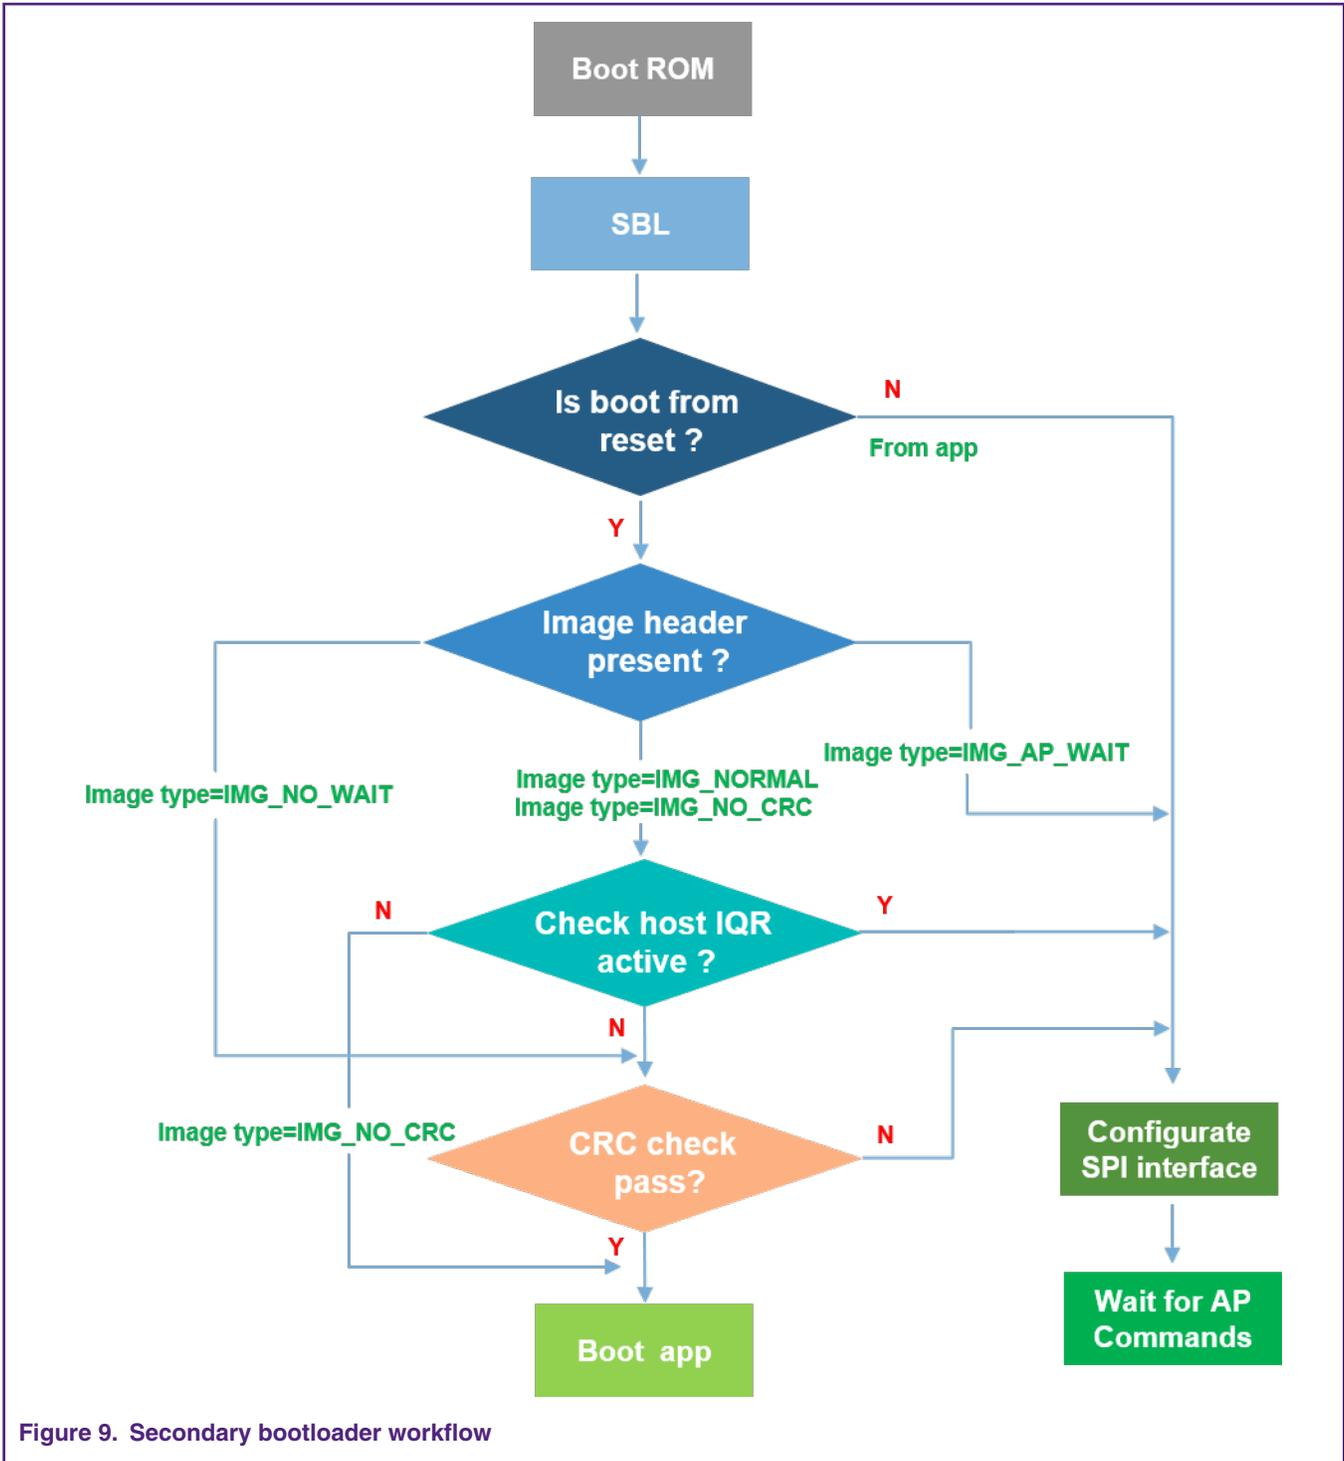 Boot ROM
SBL
Is boot from
reset ?
N
From app
Y
Image header
present ?
Image type=IMG_AP_WAIT
Image type=IMG_NO_WAIT
Image type=IMG_NORMAL
Image type=IMG_NO_CRC
N
Check host IQR
active ?
Y
N
Image type=IMG_NO_CRC
CRC check
pass?
N
Configurate
SPI interface
Y
Wait for AP
Commands
Boot app
Figure 9. Secondary bootloader workflow